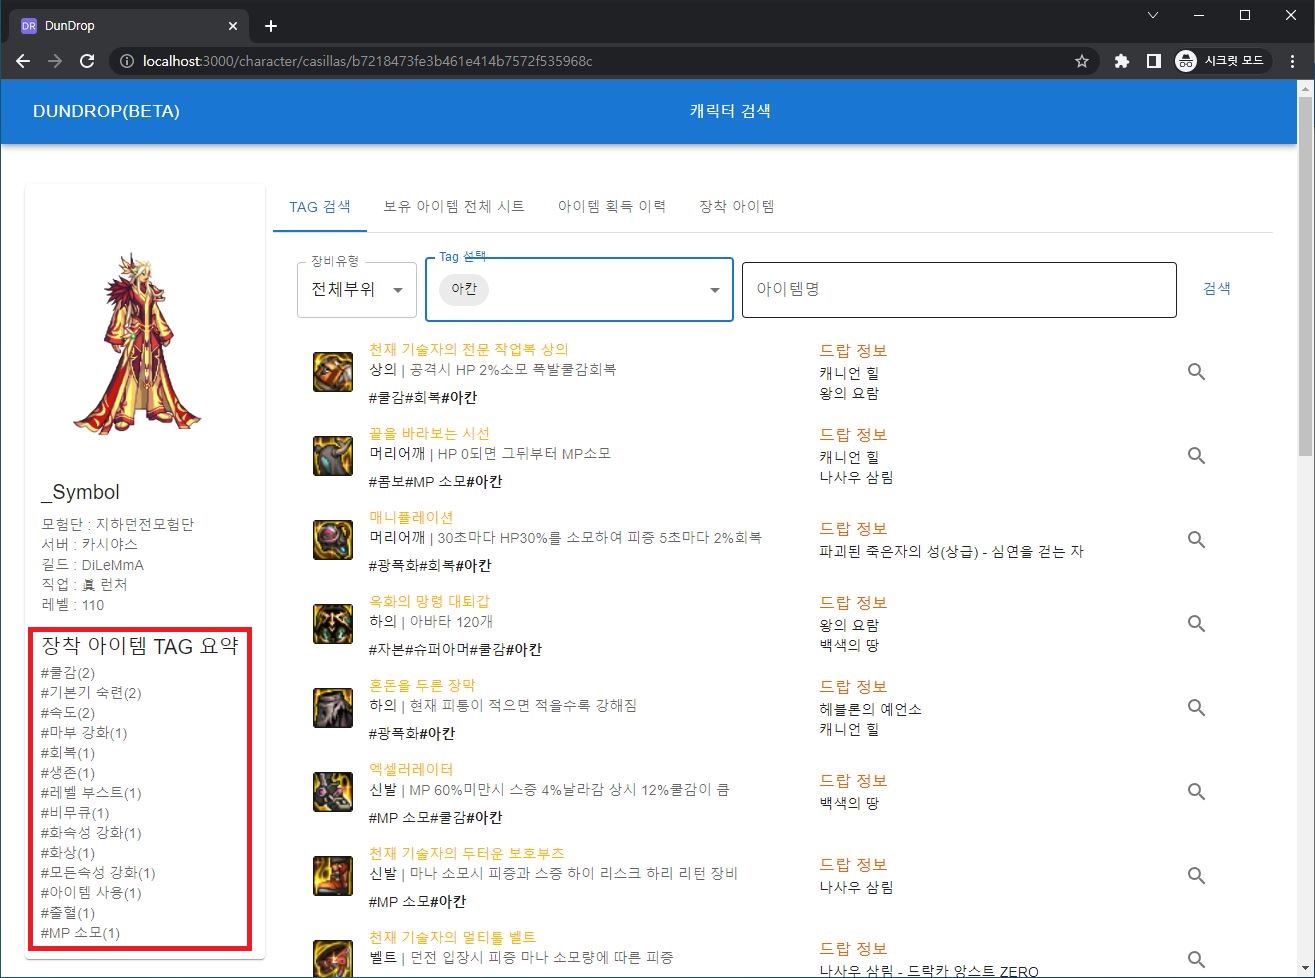 DR DunDrop
localhost:3000/character/casillas/b7218473fe3b461e414b7572f535968c
시크릿 모드
DUNDROP(BETA)
캐릭터 검색
_Symbol
모험단 : 지하던전모험단
서버 : 카시야스
길드 : DiLeMmA
직업 : 眞 런처
레벨 : 110
장착 아이템 TAG 요약
#쿨감(2)
#기본기 숙련(2)
#속도(2)
#마부 강화(1)
#회복(1)
#생존(1)
#레벨 부스트(1)
#비무큐(1)
#화속성 강화(1)
#화상(1)
#모든속성 강화(1)
#아이템 사용(1)
#출혈(1)
#MP 소모(1)
TAG 검색
보유 아이템 전체 시트
아이템 획득 이력
장착 아이템
장비유형
전체부위
Tag 선택
아칸
아이템명
검색
천재 기술자의 전문 작업복 상의
상의 | 공격시 HP 2%소모 폭발쿨감회복
#쿨감#회복#아칸
드랍 정보
캐니언 힐
왕의 요람
끝을 바라보는 시선
머리어깨 | HP 0되면 그뒤부터 MP소모
#콤보#MP 소모#아칸
드랍 정보
캐니언 힐
나사우 삼림
매니퓰레이션
머리어깨 | 30초마다 HP30%를 소모하여 피증 5초마다 2%회복
#광폭화#회복#아칸
드랍 정보
파괴된 죽은자의 성(상급) - 심연을 걷는 자
옥화의 망령 대퇴갑
하의 | 아바타 120개
#자본#슈퍼아머#쿨감#아칸
드랍 정보
왕의 요람
백색의 땅
혼돈을 두른 장막
하의 | 현재 피통이 적으면 적을수록 강해짐
#광폭화#아칸
드랍 정보
헤블론의 예언소
캐니언 힐
엑셀러레이터
신발 | MP 60%미만시 스증 4%날라감 상시 12%쿨감이 큼
#MP 소모#쿨감#아칸
드랍 정보
백색의 땅
천재 기술자의 두터운 보호부츠
신발 | 마나 소모시 피증과 스증 하이 리스크 하리 리턴 장비
#MP 소모#아칸
드랍 정보
나사우 삼림
천재 기술자의 멀티툴 벨트
벨트 | 던전 입장시 피증 마나 소모량에 따른 피증
드랍 정보
나사우 삼림 - 드락카 앙스트 ZERO